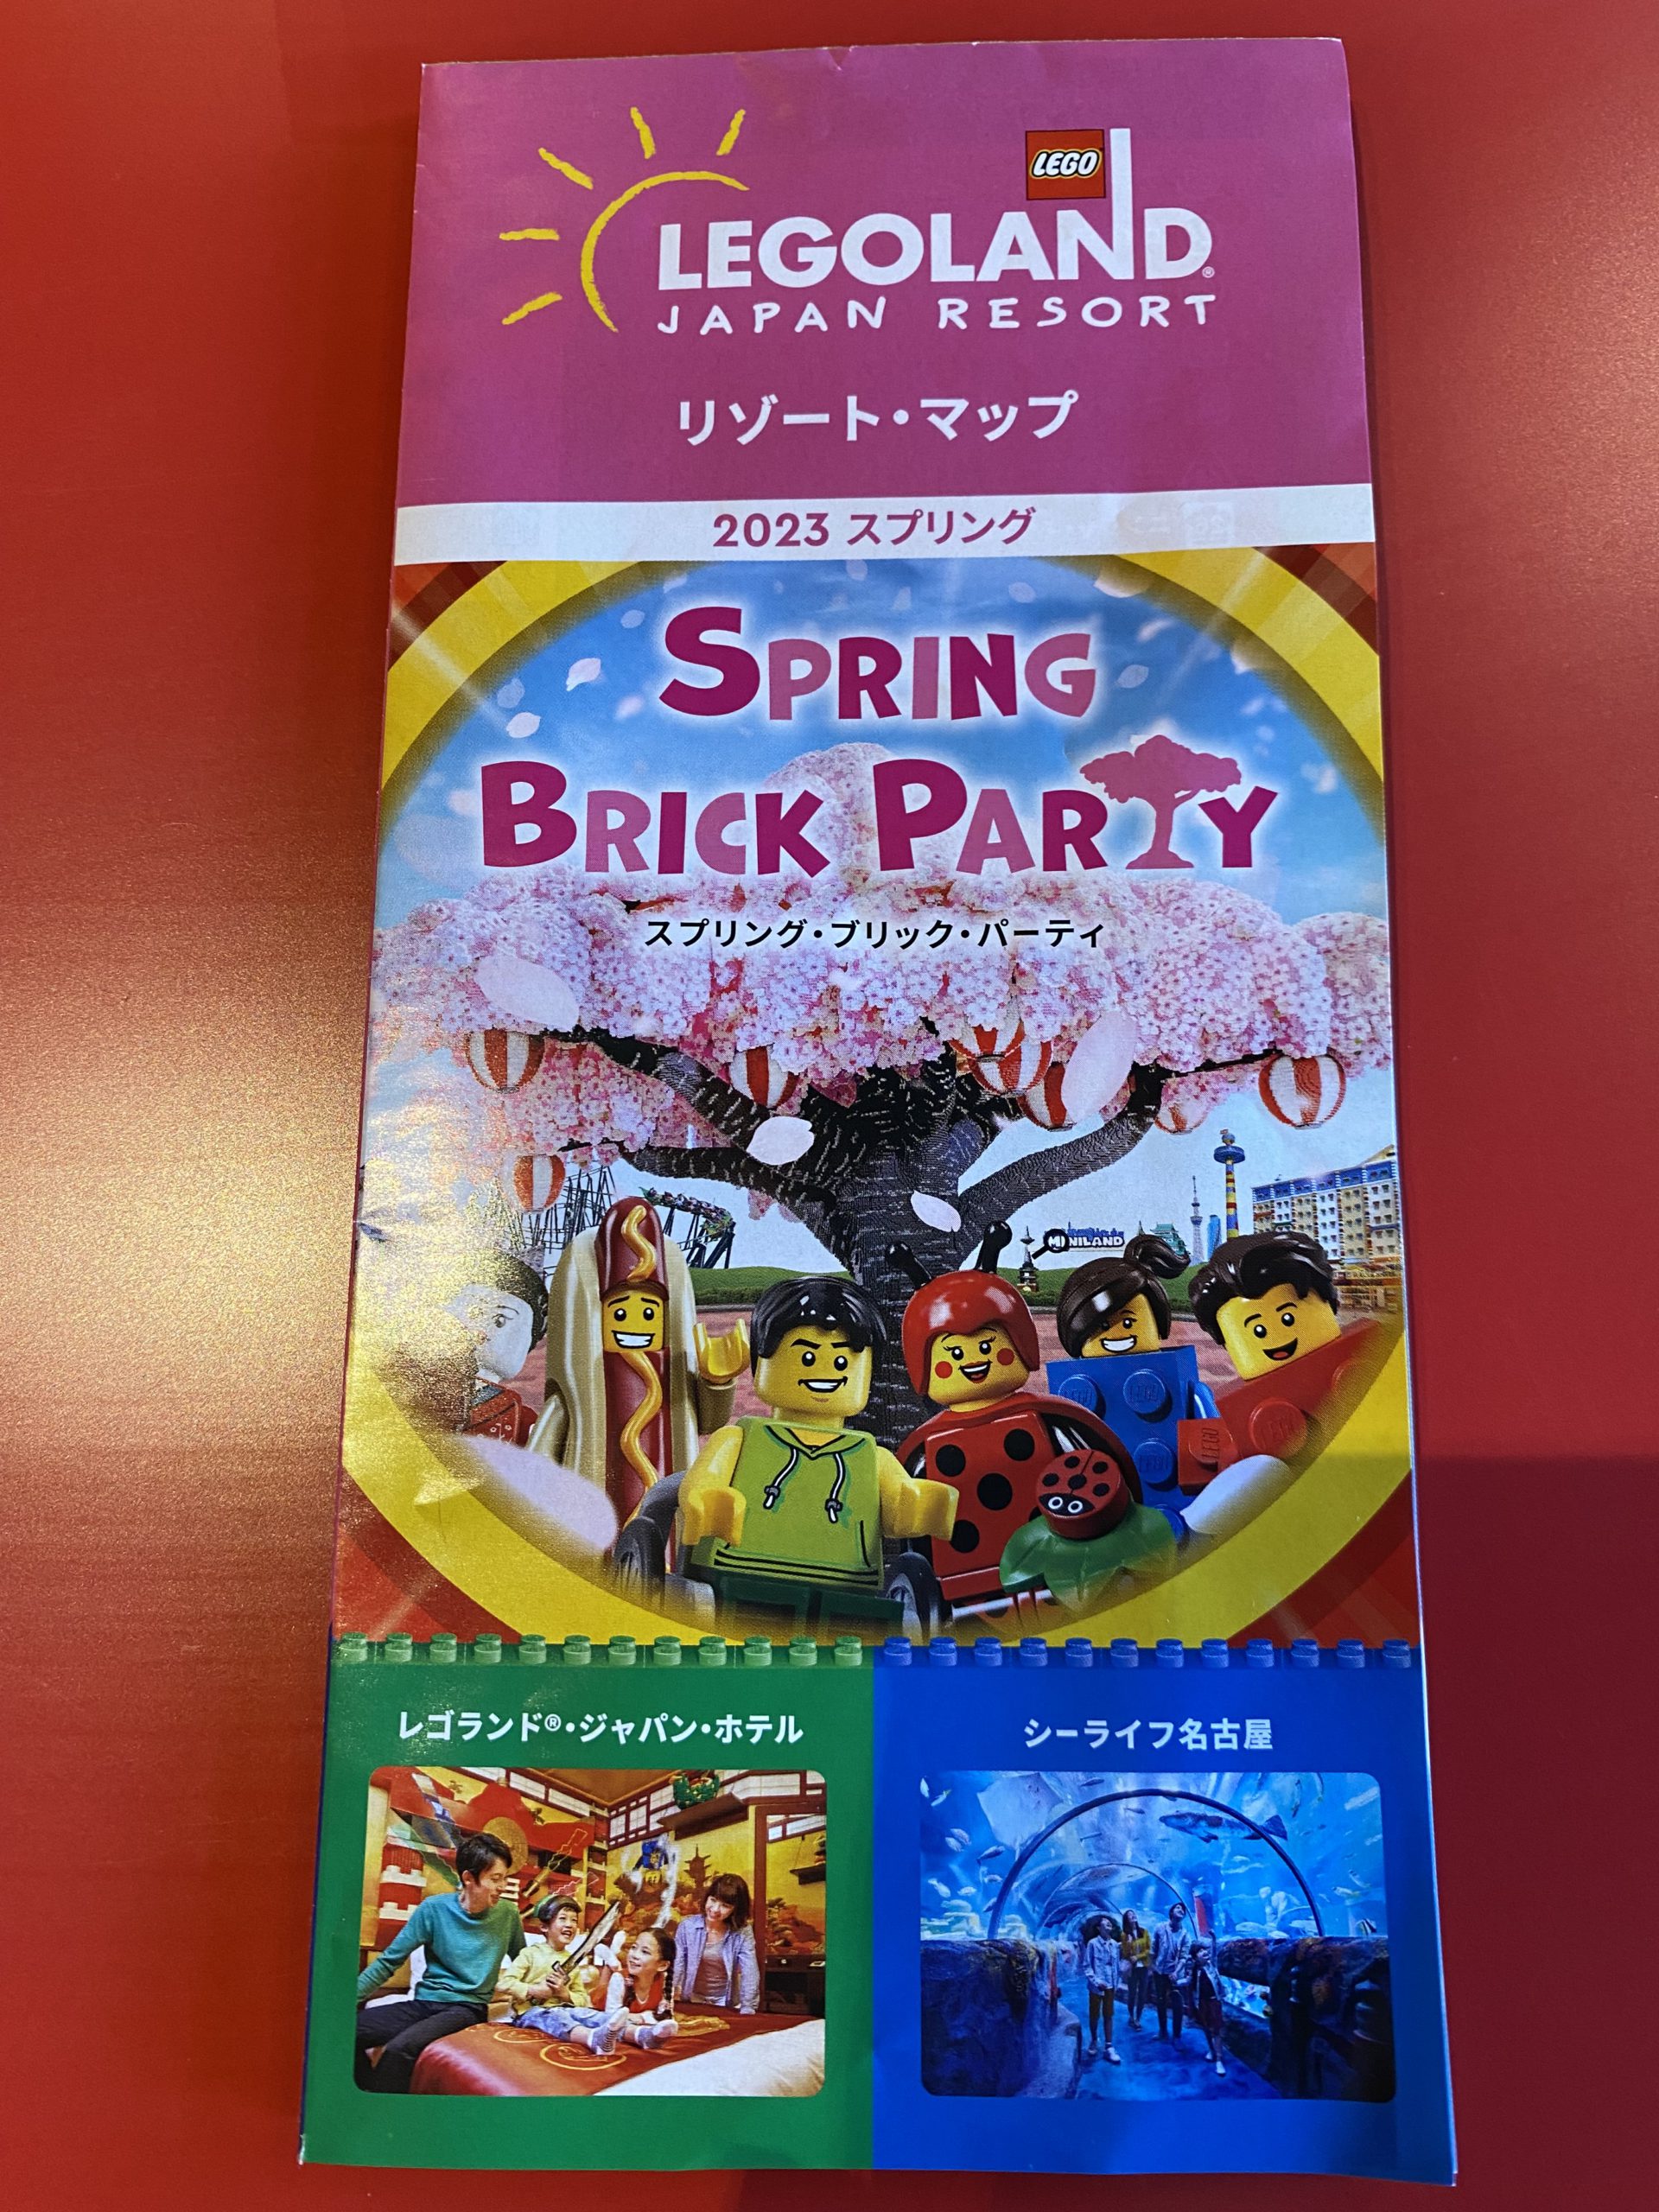 LEGO
LEGOLAND®
JAPAN RESORT
リゾート・マップ
2023 スプリング
SPRING
BRICK PARTY
スプリング・ブリック・パーティ
MINILAND
レゴランド®・ジャパン・ホテル
シーライフ名古屋